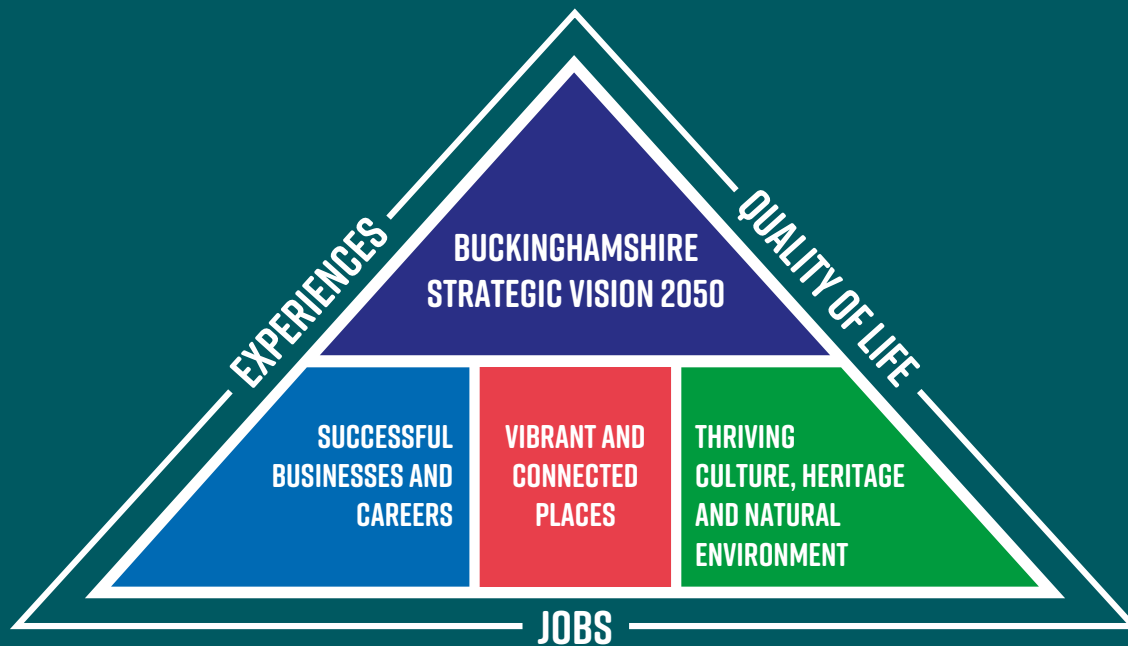 BUCKINGHAMSHIRE
STRATEGIC VISION 2050
EXPERIENCES
QUALITY OF LIFE
SUCCESSFUL
BUSINESSES AND
CAREERS
VIBRANT AND
CONNECTED
PLACES
THRIVING
CULTURE, HERITAGE
AND NATURAL
ENVIRONMENT
JOBS